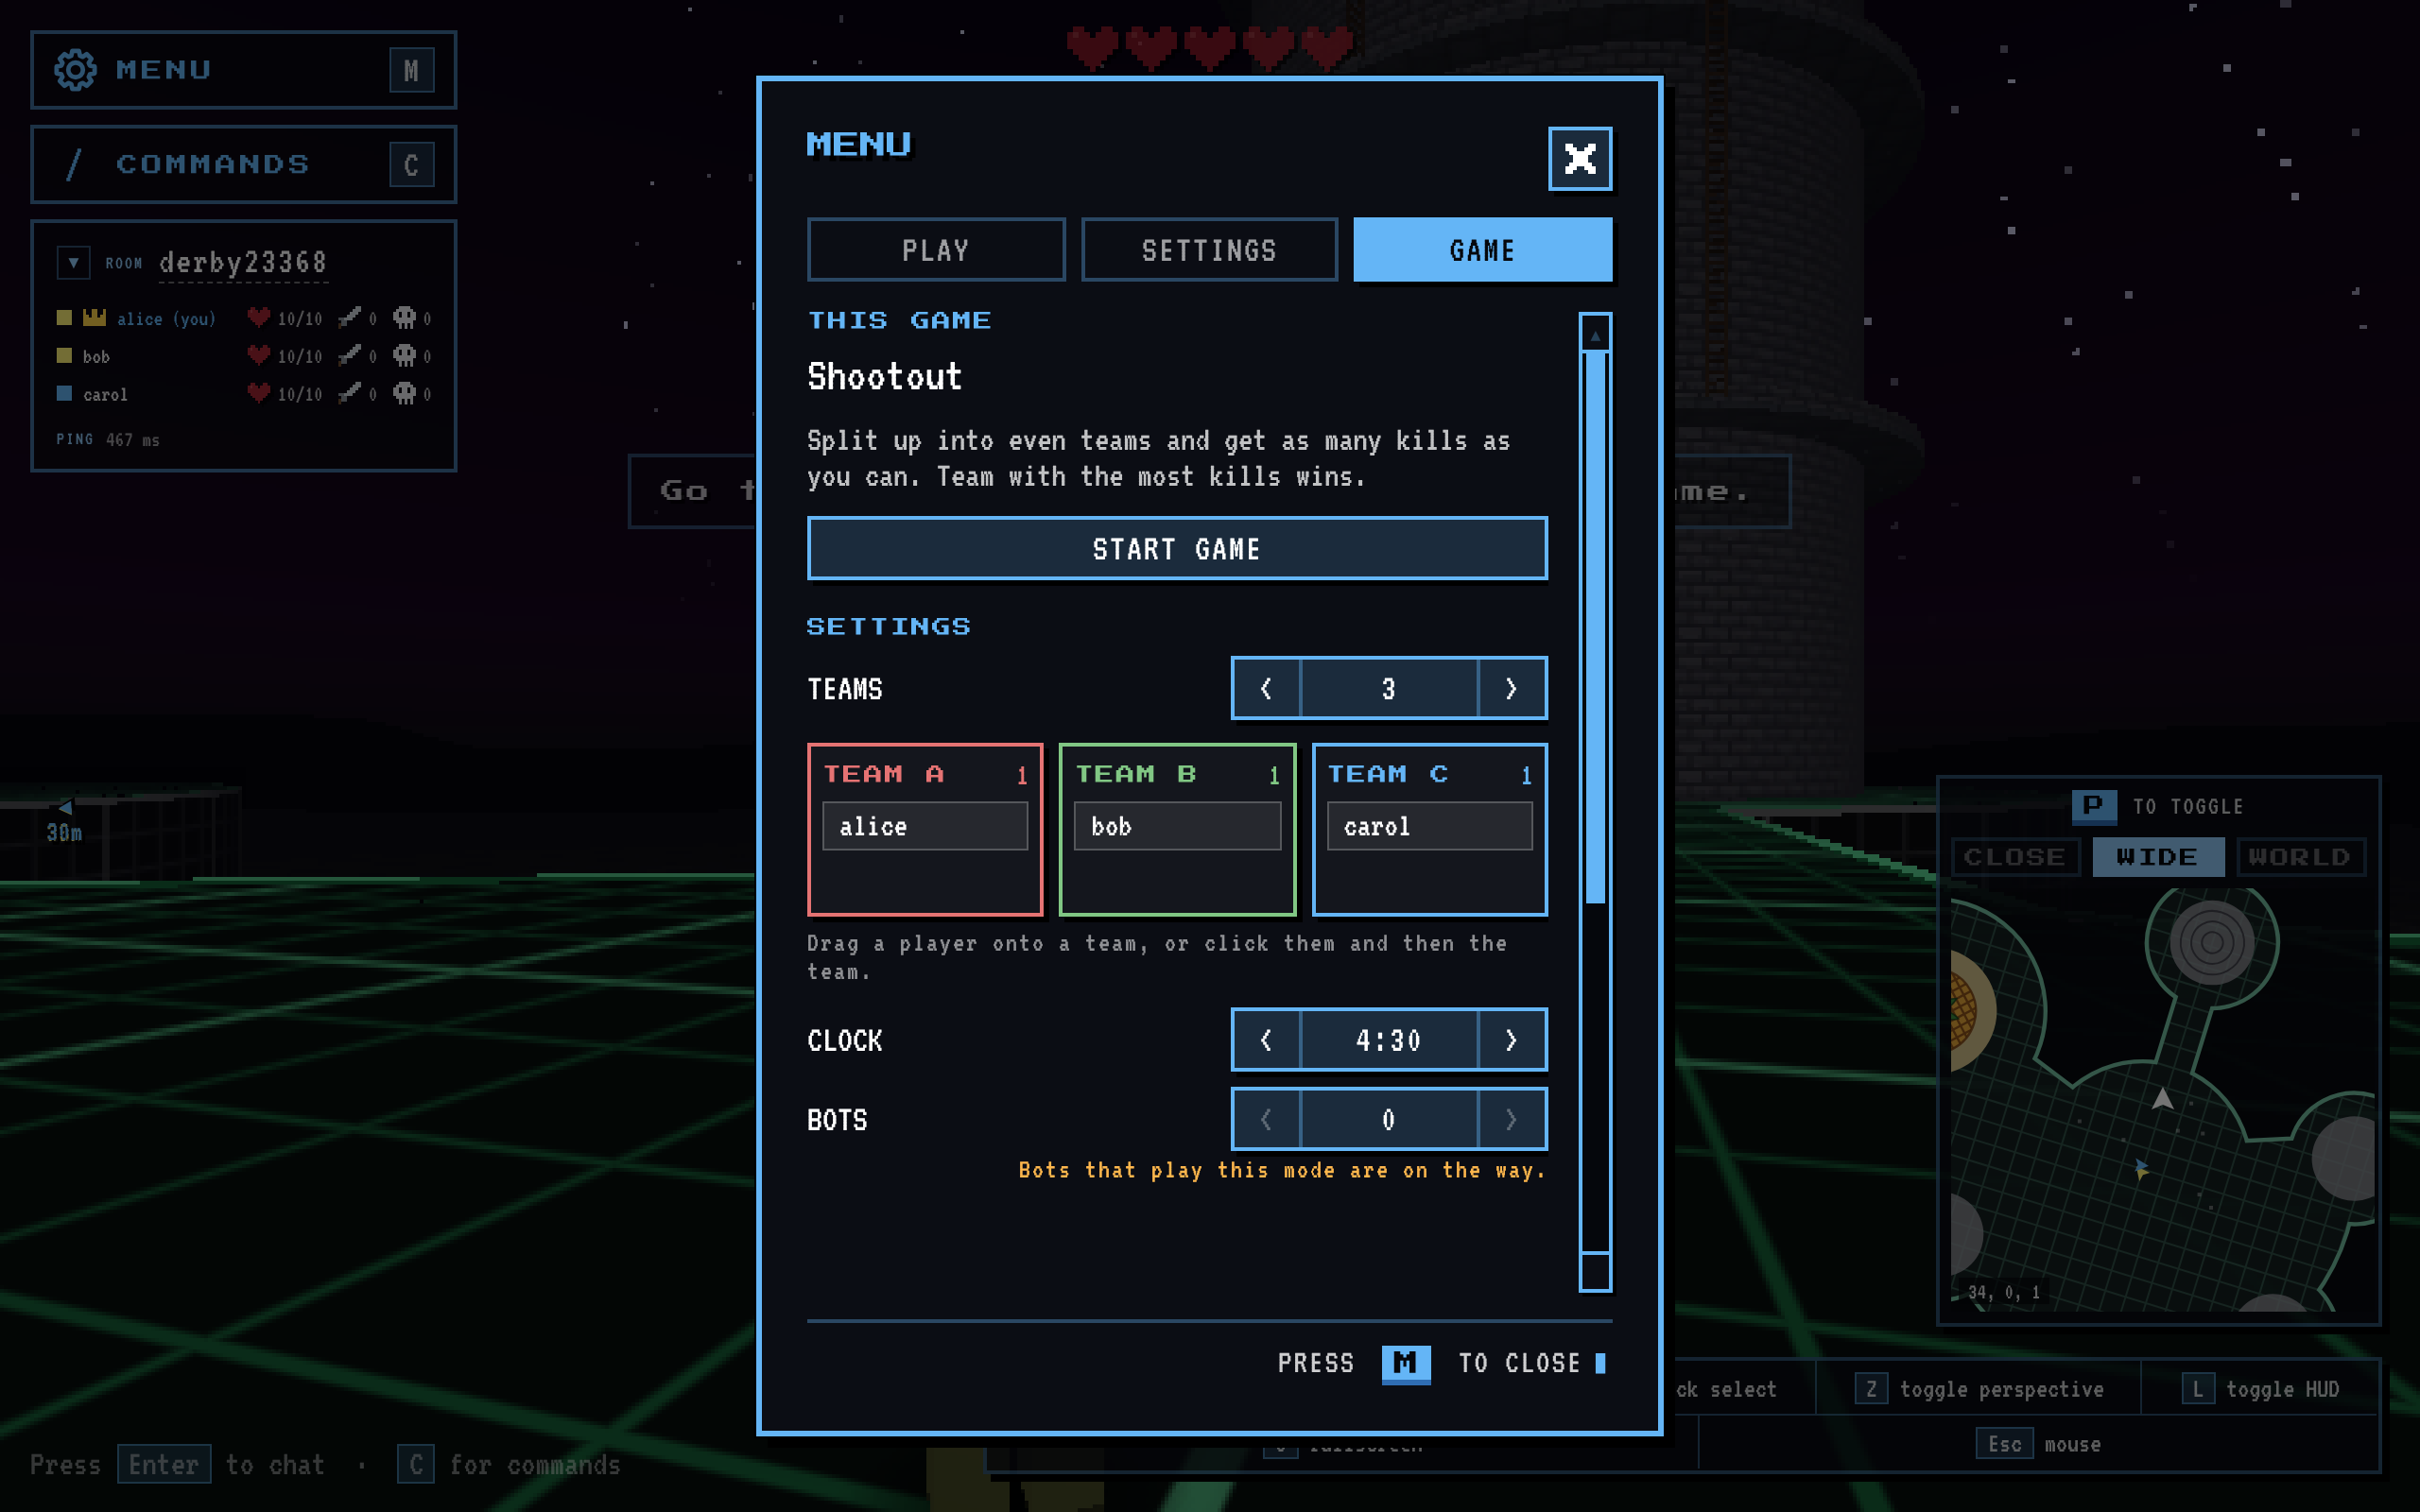 MENU M
/ COMMANDS C
ROOM derby23368
alice (you) 10/10 0 0
bob 10/10 0 0
carol 10/10 0 0
PING 467 ms
Go
me.
30m
MENU
PLAY SETTINGS GAME
THIS GAME
Shootout
Split up into even teams and get as many kills as
you can. Team with the most kills wins.
START GAME
SETTINGS
TEAMS 3
TEAM A 1
alice
TEAM B 1
bob
TEAM C 1
carol
Drag a player onto a team, or click them and then the
team.
CLOCK 4:30
BOTS 0
Bots that play this mode are on the way.
PRESS M TO CLOSE
P TO TOGGLE
CLOSE WIDE WORLD
34, 0, 1
ck select Z toggle perspective L toggle HUD
Esc mouse
Press Enter to chat · C for commands